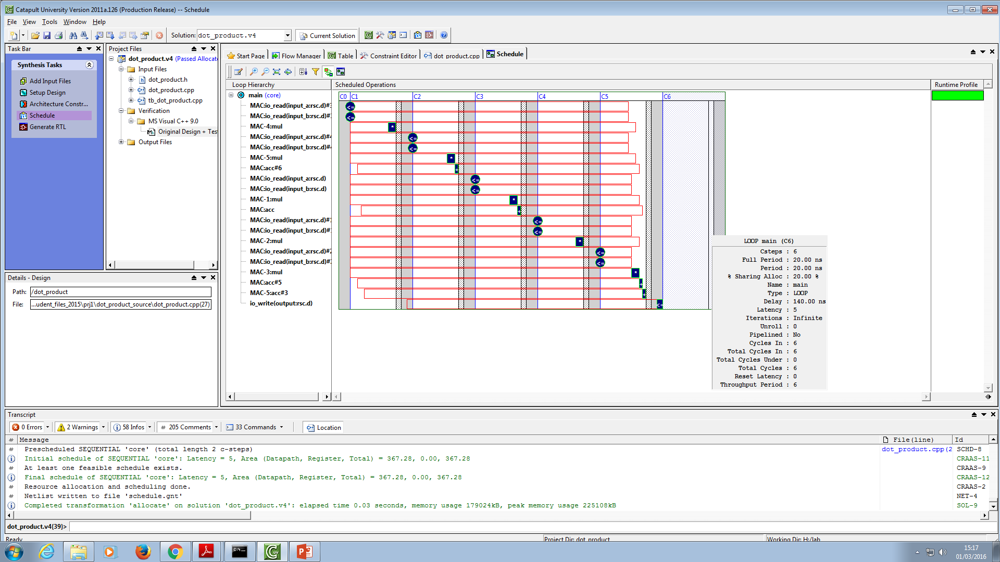 Catapult University Version 2011a.126 (Production Release) -- Schedule
File View Tools Window Help
Solution: dot_product.v4 Current Solution
Task Bar
Synthesis Tasks
Add Input Files
Setup Design
Architecture Constr...
Schedule
Generate RTL
Project Files
dot_product.v4 (Passed Allocate
Input Files
dot_product.h
dot_product.cpp
tb_dot_product.cpp
Verification
MS Visual C++ 9.0
Original Design + Tes
Output Files
Details - Design
Path: /dot_product
File: ...udent_files_2015\prj1\dot_product_source\dot_product.cpp(27)
Start Page Flow Manager Table Constraint Editor dot_product.cpp Schedule
Loop Hierarchy Scheduled Operations Runtime Profile
C0 C1 C2 C3 C4 C5 C6
main (core)
MAC:io_read(input_a:rsc.d)#3
MAC:io_read(input_b:rsc.d)#
MAC-4:mul
MAC:io_read(input_a:rsc.d)#4
MAC:io_read(input_b:rsc.d)#4
MAC-5:mul
MAC:acc#6
MAC:io_read(input_a:rsc.d)
MAC:io_read(input_b:rsc.d)
MAC-1:mul
MAC:acc
MAC:io_read(input_a:rsc.d)#1
MAC:io_read(input_b:rsc.d)#
MAC-2:mul
MAC:io_read(input_a:rsc.d)#2
MAC:io_read(input_b:rsc.d)#
MAC-3:mul
MAC:acc#5
MAC-5:acc#3
io_write(output:rsc.d)
LOOP main (C6)
Csteps : 6
Full Period : 20.00 ns
Period : 20.00 ns
% Sharing Alloc : 20.00 %
Name : main
Type : LOOP
Delay : 140.00 ns
Latency : 5
Iterations : Infinite
Unroll : 0
Pipelined : No
Cycles In : 6
Total Cycles In : 6
Total Cycles Under : 0
Total Cycles : 6
Reset Latency : 0
Throughput Period : 6
Transcript
0 Errors 2 Warnings 58 Infos # 205 Comments 33 Commands Location
# Message File(line) Id
# Prescheduled SEQUENTIAL 'core' (total length 2 c-steps) dot_product.cpp(2 SCHD-8
Initial schedule of SEQUENTIAL 'core': Latency = 5, Area (Datapath, Register, Total) = 367.28, 0.00, 367.28 CRAAS-11
# At least one feasible schedule exists. CRAAS-9
Final schedule of SEQUENTIAL 'core': Latency = 5, Area (Datapath, Register, Total) = 367.28, 0.00, 367.28 CRAAS-12
# Resource allocation and scheduling done. CRAAS-2
# Netlist written to file 'schedule.gnt' NET-4
Completed transformation 'allocate' on solution 'dot_product.v4': elapsed time 0.03 seconds, memory usage 179024kB, peak memory usage 225108kB SOL-9
dot_product.v4{39}>
Ready Project Dir: dot_product Working Dir: H:/lab
15:17
01/03/2016